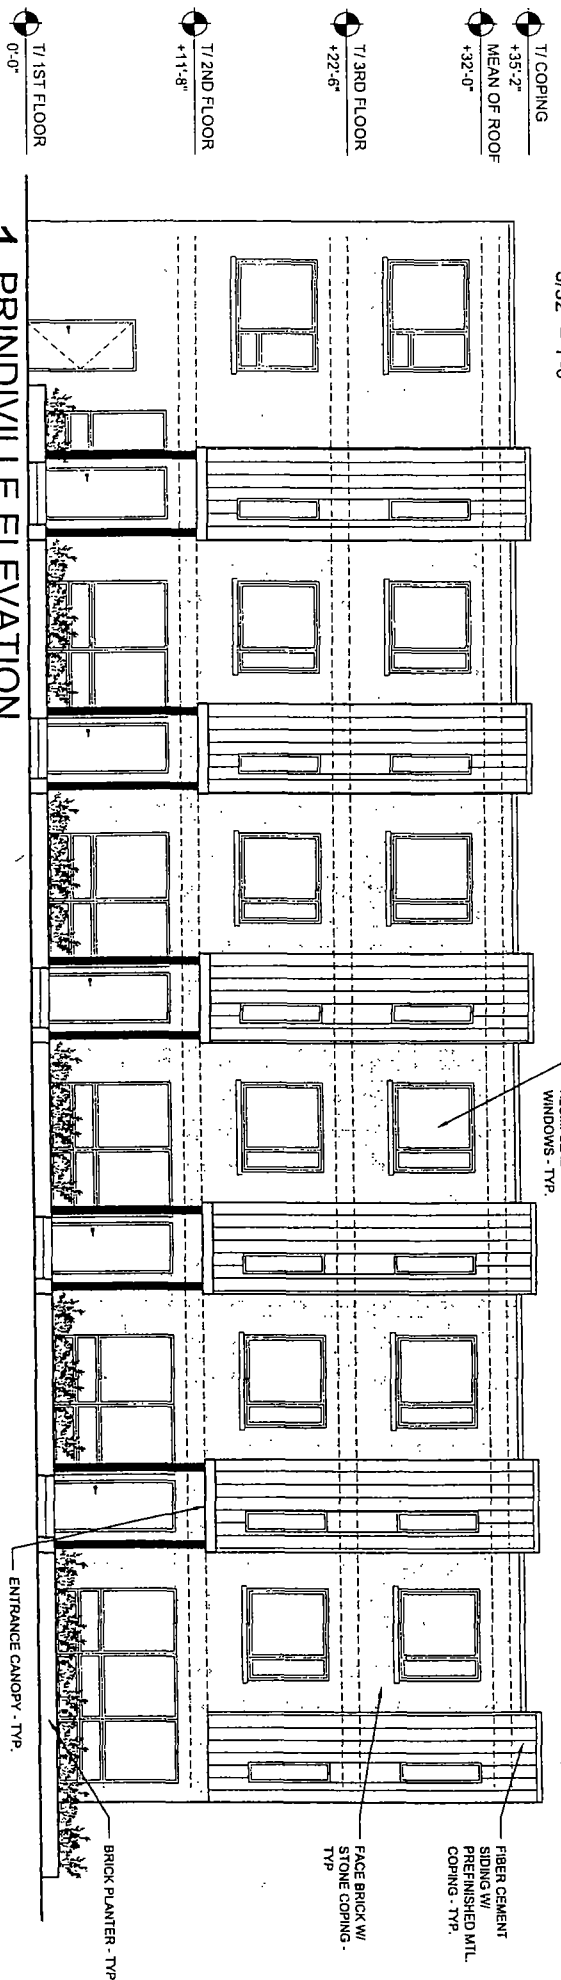 T/ COPING
+35'-2"
MEAN OF ROOF
+32'-0"
T/ 3RD FLOOR
+22'-6"
T/ 2ND FLOOR
+11'-8"
T/ 1ST FLOOR
0'-0"
WINDOWS - TYP.
FIBER CEMENT
SIDING W/
PREFINISHED MTL.
COPING - TYP.
FACE BRICK W/
STONE COPING -
TYP
ENTRANCE CANOPY - TYP.
BRICK PLANTER - TYP
1 PRINDIVILLE ELEVATION